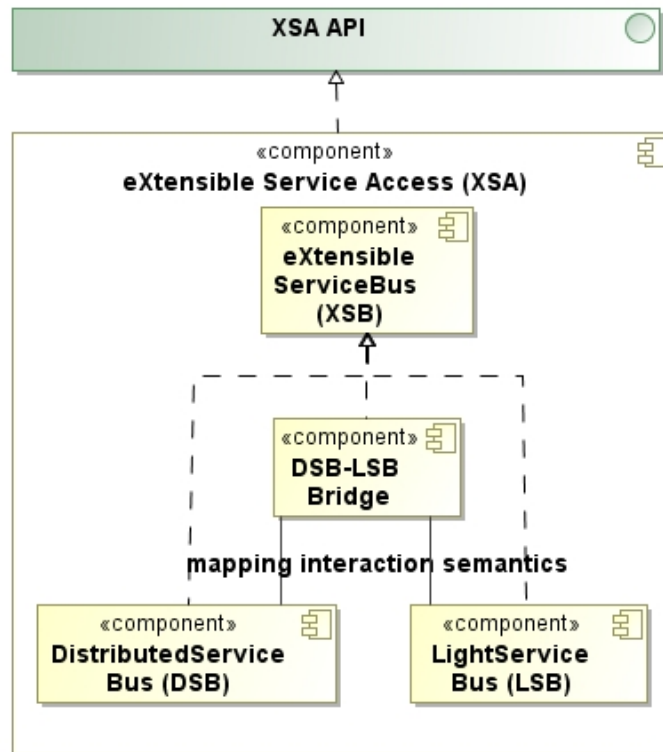 XSA API
«component»
eXtensible Service Access (XSA)
«component»
eXtensible
ServiceBus
(XSB)
«component»
DSB-LSB
Bridge
mapping interaction semantics
«component»
DistributedService
Bus (DSB)
«component»
LightService
Bus (LSB)